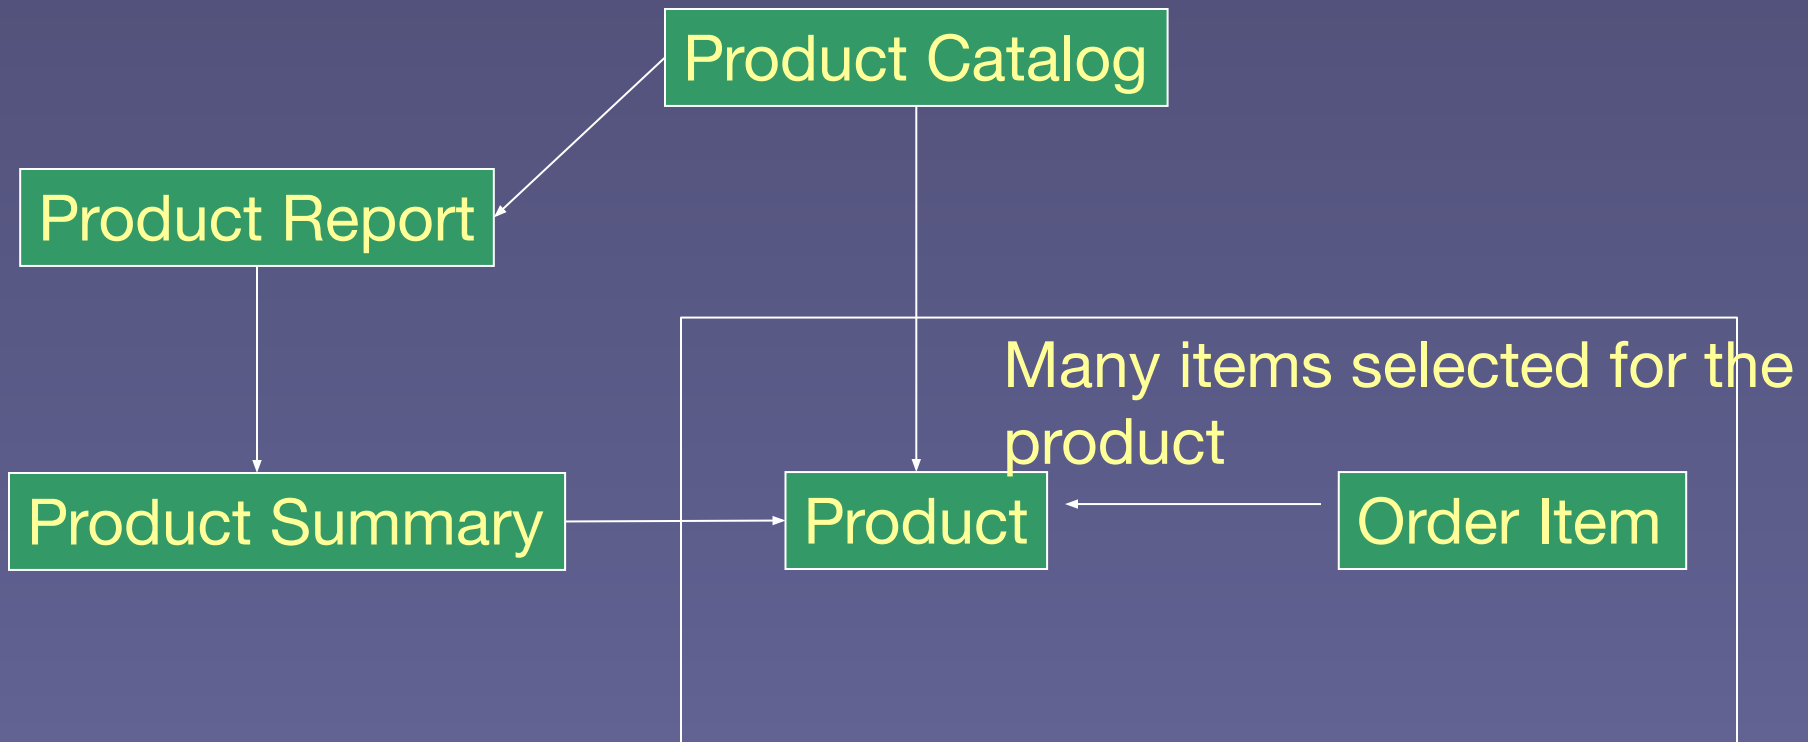 Product Catalog
Product Report
Many items selected for the
product
Product Summary
Product
Order Item